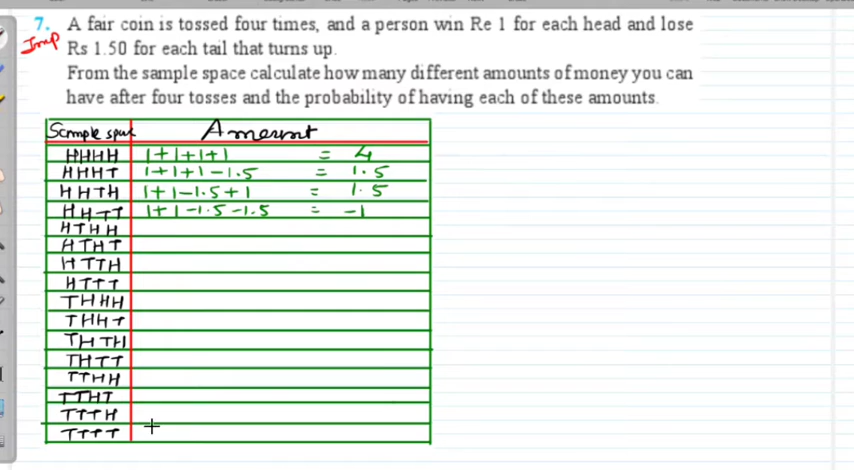 7. A fair coin is tossed four times, and a person win Re 1 for each head and lose
Imp Rs 1.50 for each tail that turns up.
From the sample space calculate how many different amounts of money you can
have after four tosses and the probability of having each of these amounts.
Sample space Amount
HHHH 1+1+1+1 = 4
HHHT 1+1+1-1.5 = 1.5
HHTH 1+1-1.5+1 = 1.5
HHTT 1+1-1.5-1.5 = -1
HTHH
HTHT
HTTH
HTTT
THHH
THHT
THTH
THTT
TTHH
TTHT
TTTH
TTTT